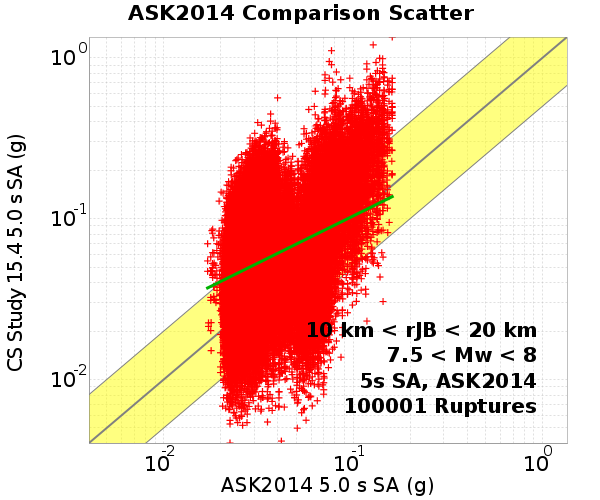 ASK2014 Comparison Scatter
CS Study 15.4 5.0 s SA (g)
10^0
10^-1
10^-2
10 km < rJB < 20 km
7.5 < Mw < 8
5s SA, ASK2014
100001 Ruptures
10^-2 10^-1 10^0
ASK2014 5.0 s SA (g)